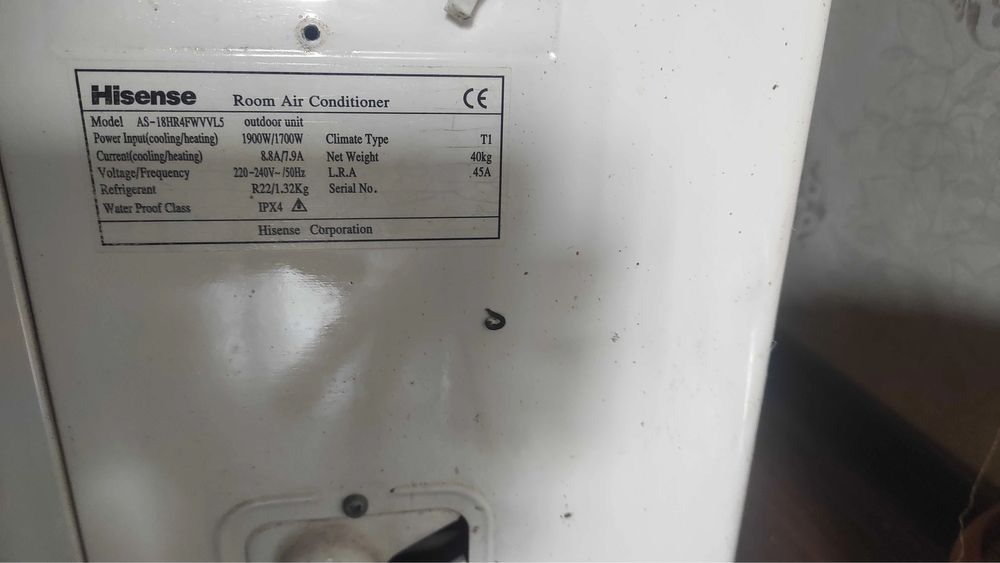 Hisense Room Air Conditioner CE
Model AS-18HR4FWVVL5 outdoor unit
Power Input(cooling/heating) 1900W/1700W Climate Type T1
Current(cooling/heating) 8.8A/7.9A Net Weight 40kg
Voltage/Frequency 220-240V~/50Hz L.R.A 45A
Refrigerant R22/1.32Kg Serial No.
Water Proof Class IPX4
Hisense Corporation